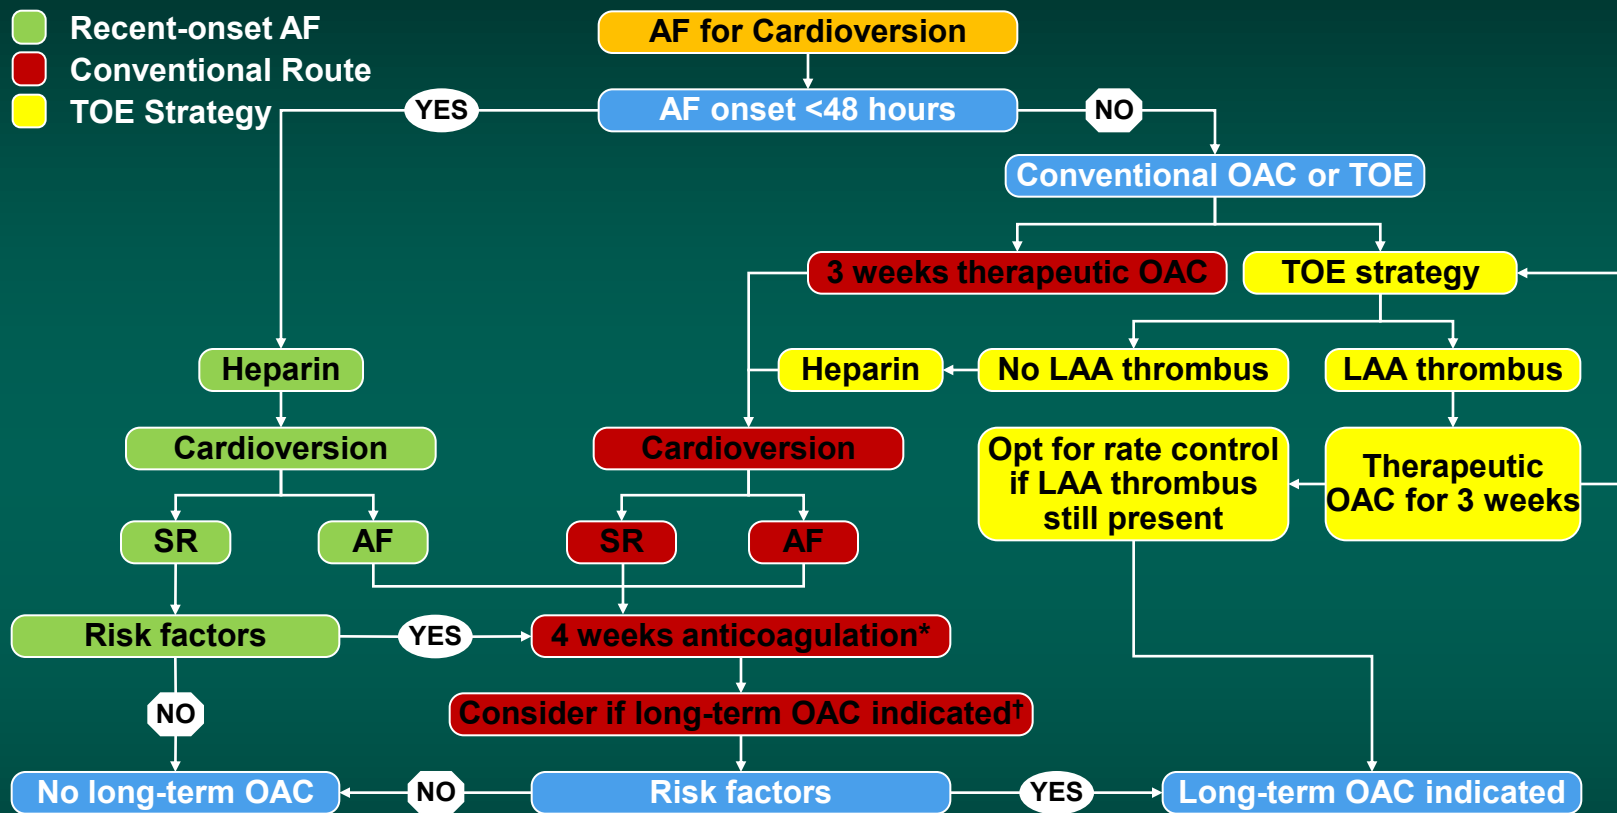 Recent-onset AF
Conventional Route
TOE Strategy
AF for Cardioversion
YES
AF onset <48 hours
NO
Conventional OAC or TOE
3 weeks therapeutic OAC
TOE strategy
Heparin
Heparin
No LAA thrombus
LAA thrombus
Cardioversion
Cardioversion
Opt for rate control
if LAA thrombus
still present
Therapeutic
OAC for 3 weeks
SR
AF
SR
AF
Risk factors
YES
4 weeks anticoagulation*
NO
Consider if long-term OAC indicated†
No long-term OAC
NO
Risk factors
YES
Long-term OAC indicated